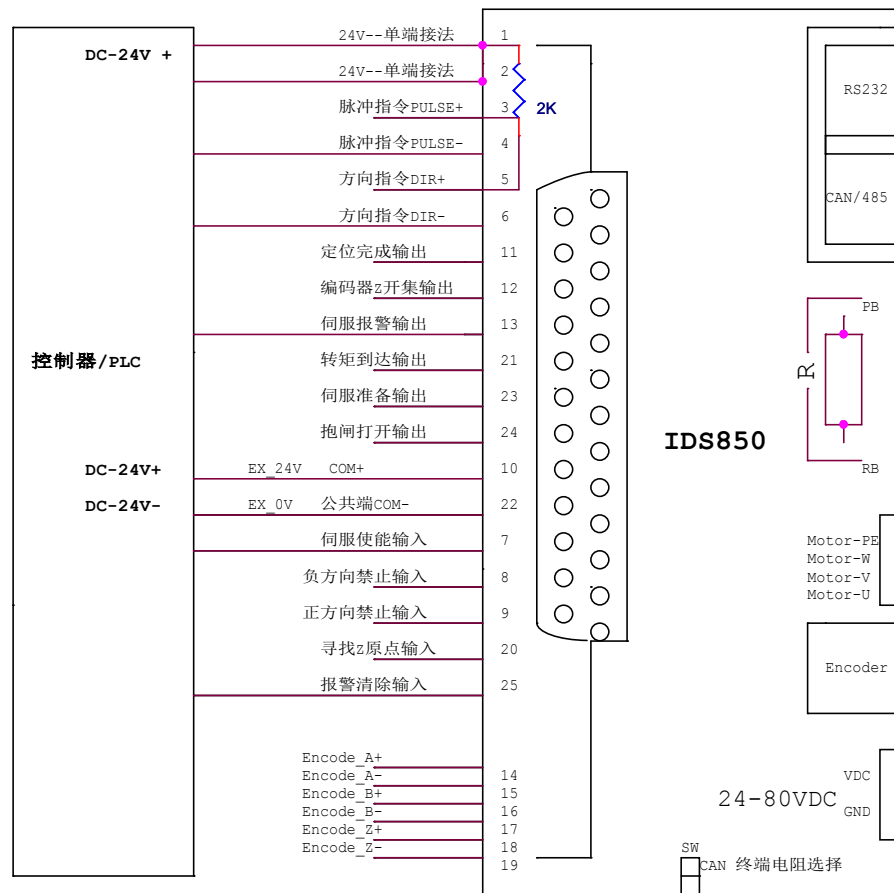 24V--单端接法 1
DC-24V +
24V--单端接法 2
脉冲指令PULSE+ 3 2K
脉冲指令PULSE- 4
方向指令DIR+ 5
方向指令DIR- 6
定位完成输出 11
编码器Z开集输出 12
伺服报警输出 13
控制器/PLC
转矩到达输出 21
伺服准备输出 23
抱闸打开输出 24
DC-24V+ EX_24V COM+ 10
DC-24V- EX_0V 公共端COM- 22
伺服使能输入 7
负方向禁止输入 8
正方向禁止输入 9
寻找Z原点输入 20
报警清除输入 25
Encode_A+
Encode_A- 14
Encode_B+ 15
Encode_B- 16
Encode_Z+ 17
Encode_Z- 18
19
IDS850
RS232
CAN/485
PB
R
RB
Motor-PE
Motor-W
Motor-V
Motor-U
Encoder
24-80VDC
VDC
GND
SW
CAN 终端电阻选择